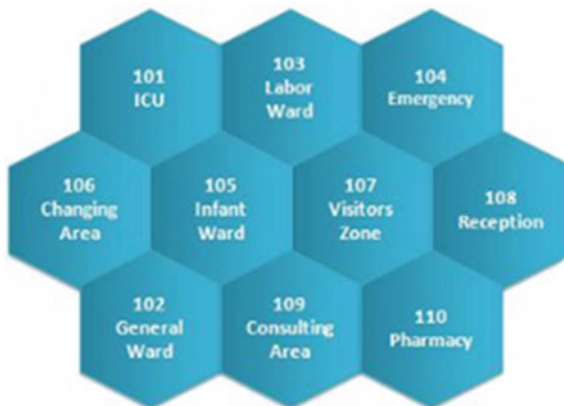 101
ICU
103
Labor
Ward
104
Emergency
106
Changing
Area
105
Infant
Ward
107
Visitors
Zone
108
Reception
102
General
Ward
109
Consulting
Area
110
Pharmacy